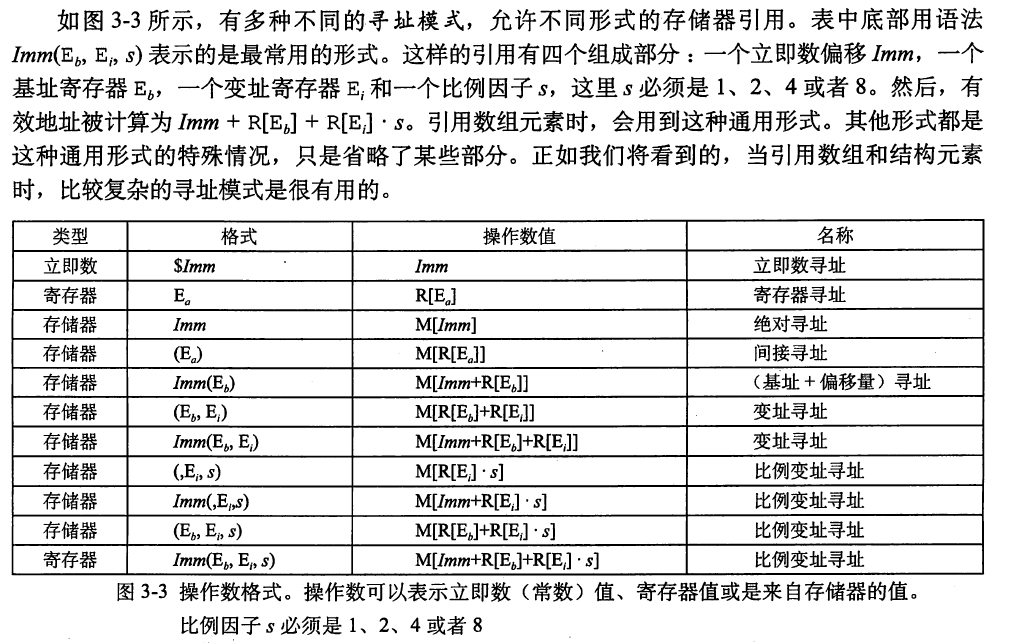 如图 3-3 所示，有多种不同的寻址模式，允许不同形式的存储器引用。表中底部用语法
Imm(E_b, E_i, s) 表示的是最常用的形式。这样的引用有四个组成部分：一个立即数偏移 Imm，一个
基址寄存器 E_b，一个变址寄存器 E_i 和一个比例因子 s，这里 s 必须是 1、2、4 或者 8。然后，有
效地址被计算为 Imm + R[E_b] + R[E_i] · s。引用数组元素时，会用到这种通用形式。其他形式都是
这种通用形式的特殊情况，只是省略了某些部分。正如我们将看到的，当引用数组和结构元素
时，比较复杂的寻址模式是很有用的。
类型 格式 操作数值 名称
立即数 $Imm Imm 立即数寻址
寄存器 E_a R[E_a] 寄存器寻址
存储器 Imm M[Imm] 绝对寻址
存储器 (E_a) M[R[E_a]] 间接寻址
存储器 Imm(E_b) M[Imm+R[E_b]] （基址 + 偏移量）寻址
存储器 (E_b, E_i) M[R[E_b]+R[E_i]] 变址寻址
存储器 Imm(E_b, E_i) M[Imm+R[E_b]+R[E_i]] 变址寻址
存储器 (,E_i, s) M[R[E_i] · s] 比例变址寻址
存储器 Imm(,E_i,s) M[Imm+R[E_i] · s] 比例变址寻址
存储器 (E_b, E_i, s) M[R[E_b]+R[E_i] · s] 比例变址寻址
寄存器 Imm(E_b, E_i, s) M[Imm+R[E_b]+R[E_i] · s] 比例变址寻址
图 3-3 操作数格式。操作数可以表示立即数（常数）值、寄存器值或是来自存储器的值。
比例因子 s 必须是 1、2、4 或者 8